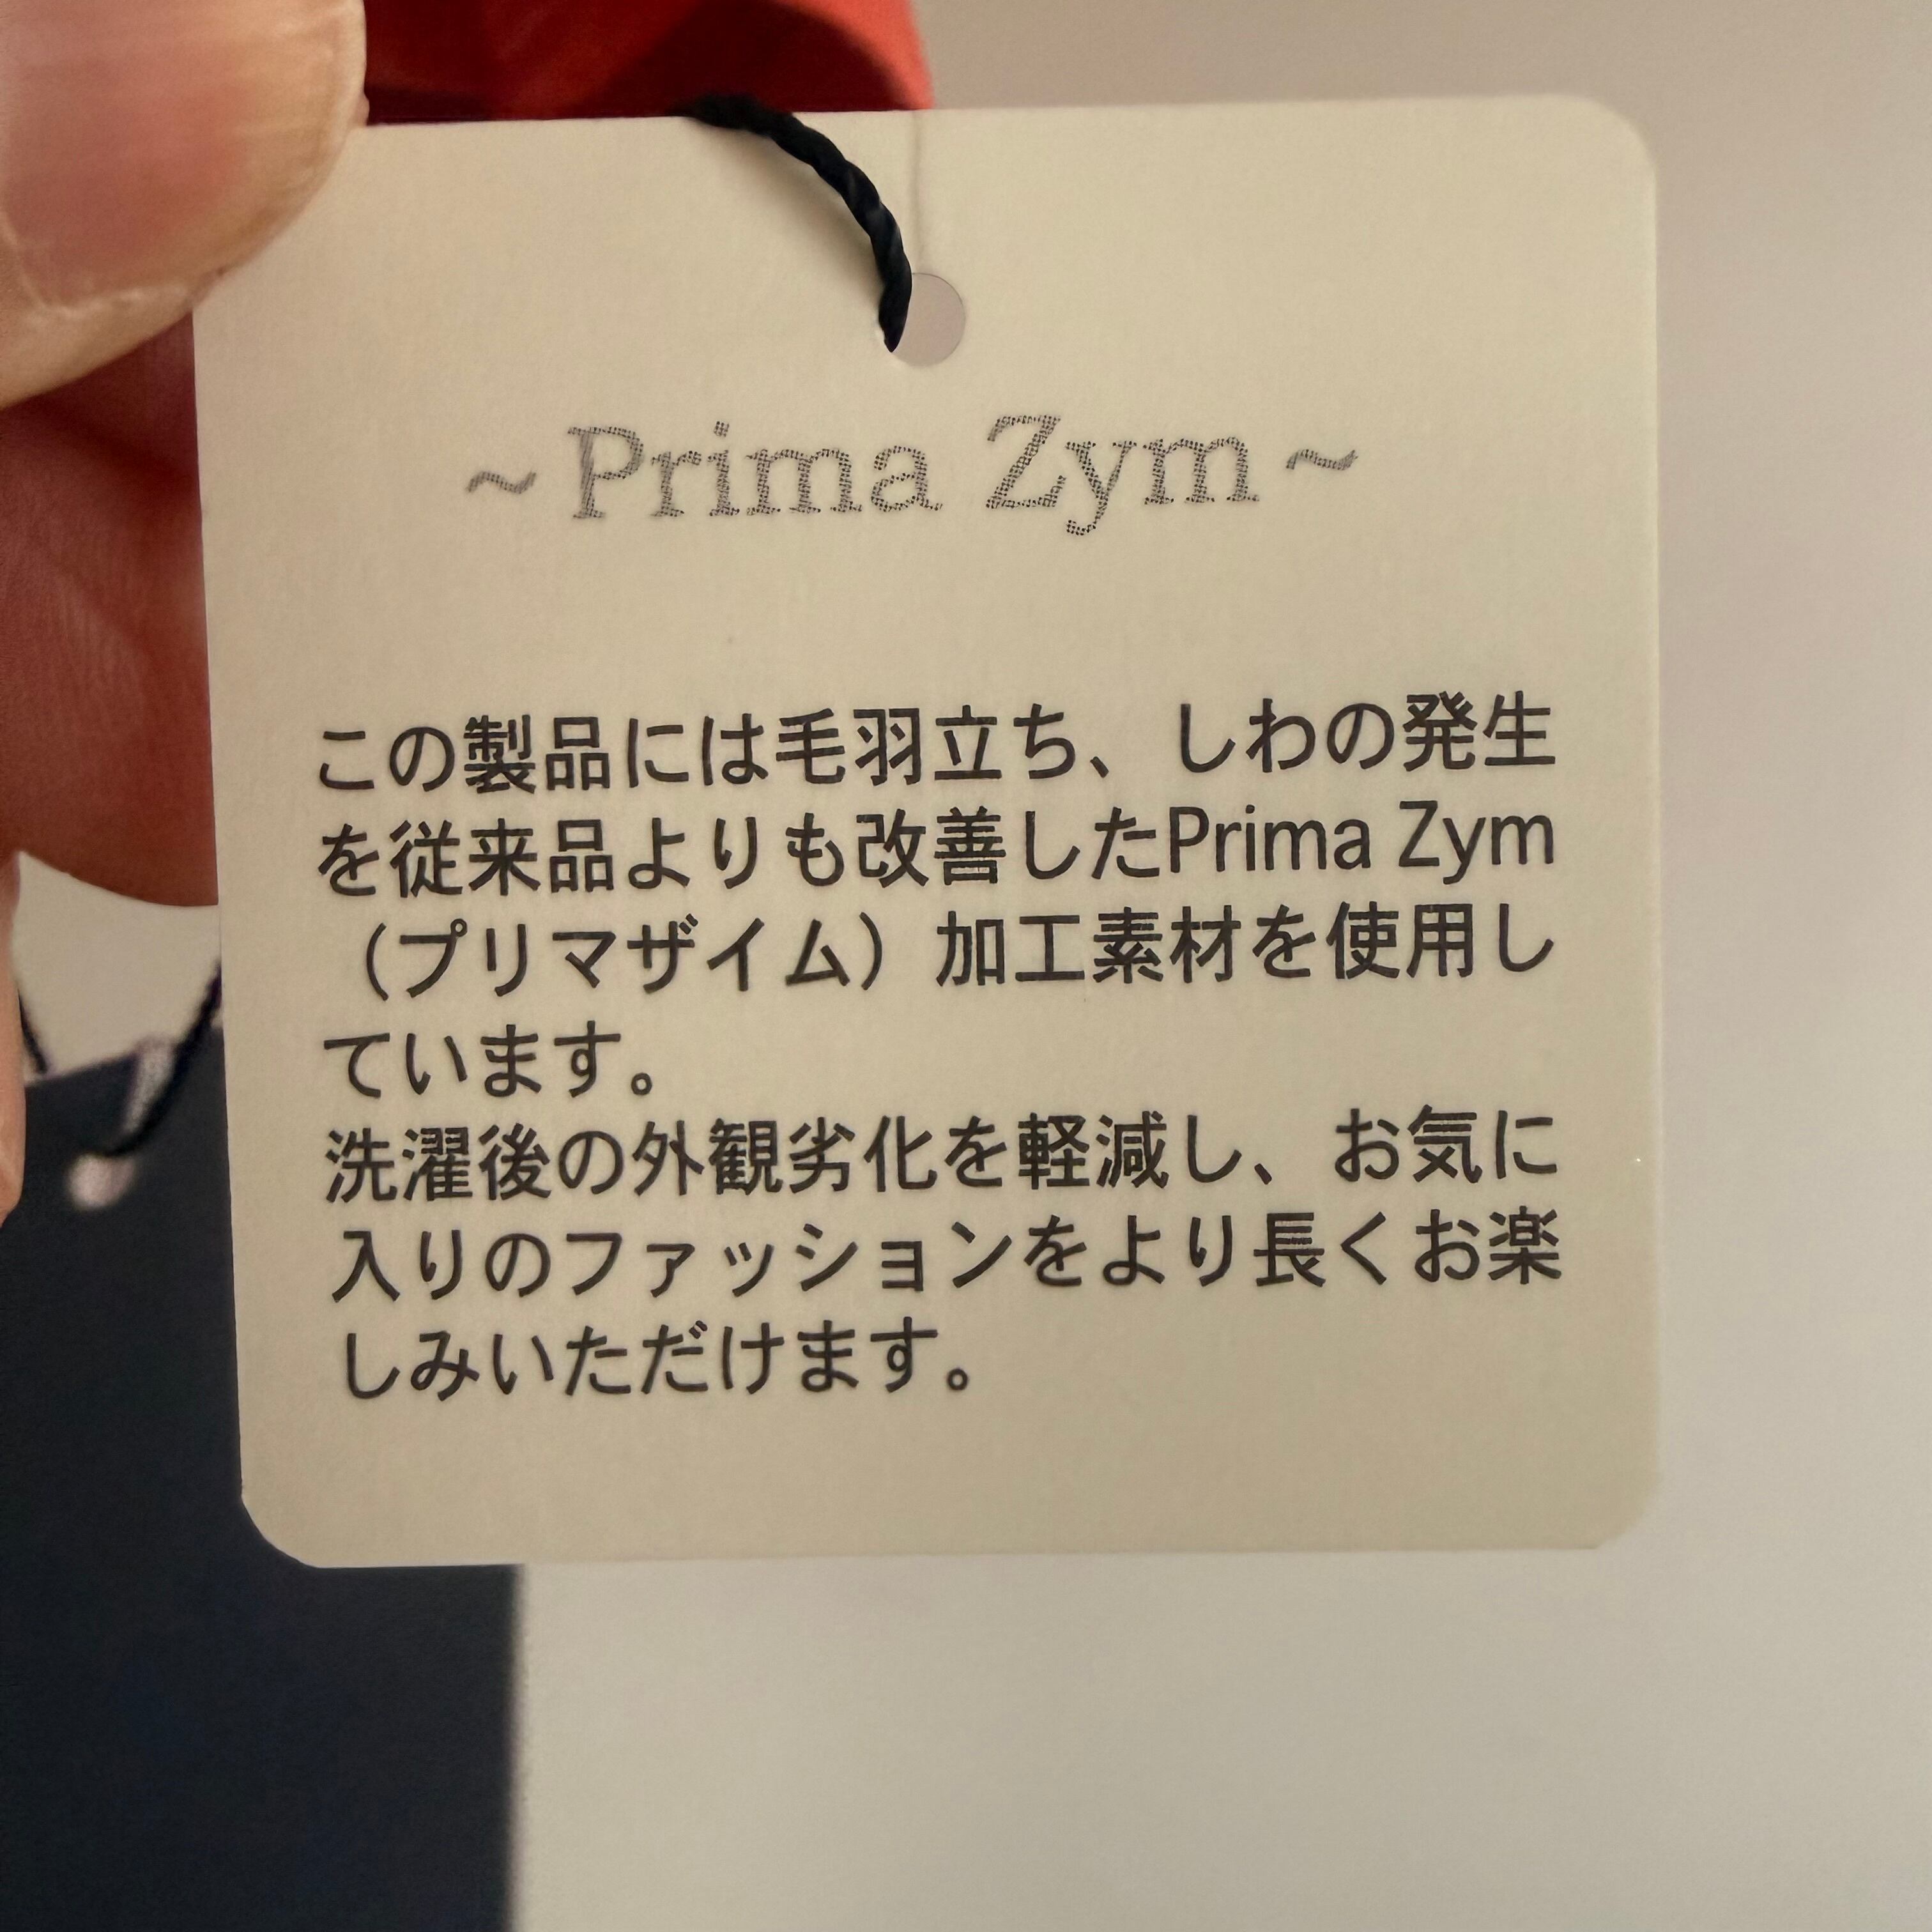 ~Prima Zym~
この製品には毛羽立ち、しわの発生
を従来品よりも改善したPrima Zym
（プリマザイム）加工素材を使用し
ています。
洗濯後の外観劣化を軽減し、お気に
入りのファッションをより長くお楽
しみいただけます。